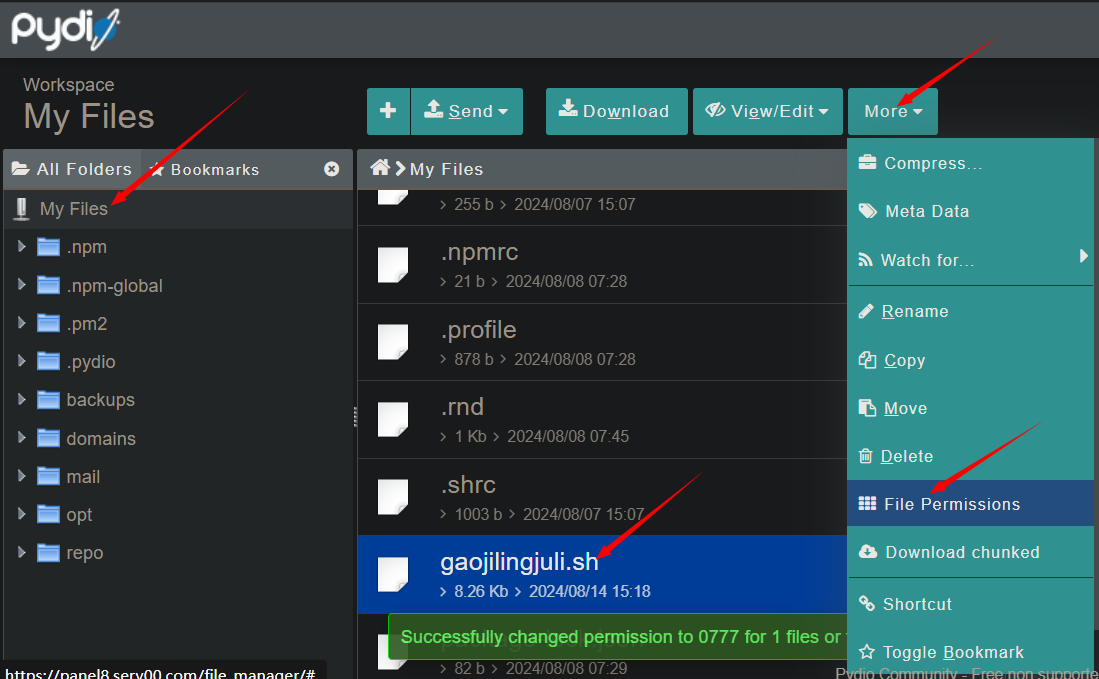 pydio
Workspace
My Files
Send
Download
View/Edit
More
All Folders
Bookmarks
My Files
.npm
.npm-global
.pm2
.pydio
backups
domains
mail
opt
repo
My Files
255 b 2024/08/07 15:07
.npmrc
21 b 2024/08/08 07:28
.profile
878 b 2024/08/08 07:28
.rnd
1 Kb 2024/08/08 07:45
.shrc
1003 b 2024/08/07 15:07
gaojilingjuli.sh
8.26 Kb 2024/08/14 15:18
Successfully changed permission to 0777 for 1 files or
82 b 2024/08/08 07:29
Compress...
Meta Data
Watch for...
Rename
Copy
Move
Delete
File Permissions
Download chunked
Shortcut
Toggle Bookmark
https://panel8.serv00.com/file_manager/#
Pydio Community - Free non supporte